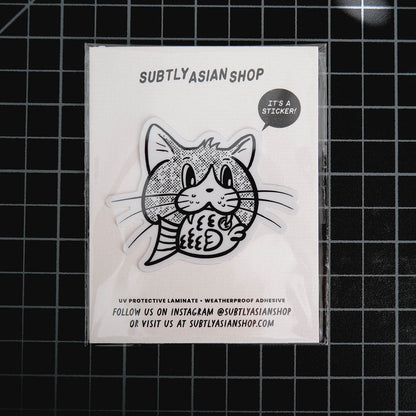 SUBTLY ASIAN SHOP
IT'S A
STICKER!
UV PROTECTIVE LAMINATE • WEATHERPROOF ADHESIVE
FOLLOW US ON INSTAGRAM @SUBTLYASIANSHOP
OR VISIT US AT SUBTLYASIANSHOP.COM